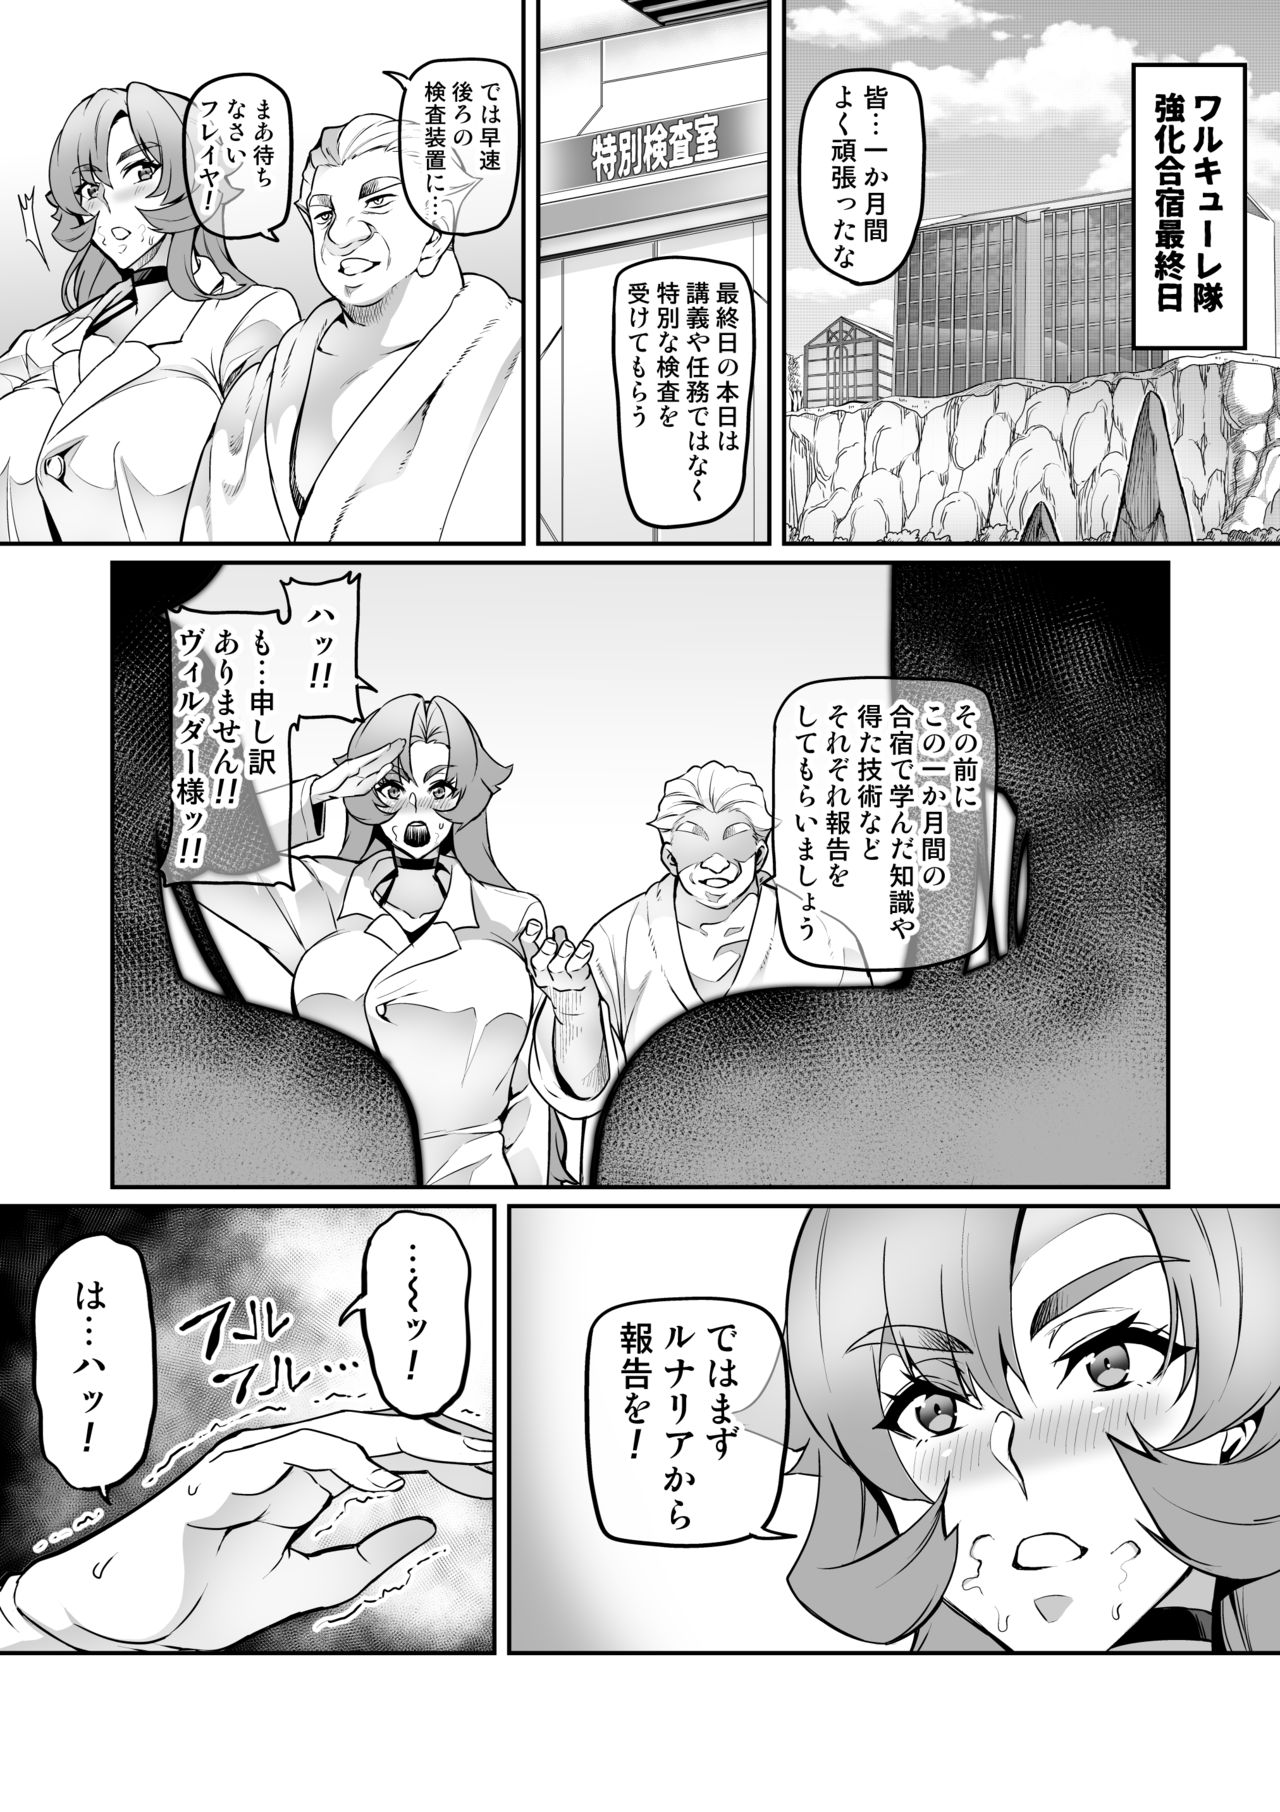 ワルキューレ隊
強化合宿最終日
皆…一か月間
よく頑張ったな
特別検査室
最終日の本日は
講義や任務ではなく
特別な検査を
受けてもらう
では早速
後ろの
検査装置に…
まあ待ち
なさい
フレイヤ！
その前に
この一か月間の
合宿で学んだ知識や
得た技術など
それぞれ報告を
してもらいましょう
ハッ!!
も…申し訳
ありません!!
ヴィルダー様ッ!!
ではまず
ルナリアから
報告を！
…〜ッ！
ブルル
ブルル…
は…ハッ！